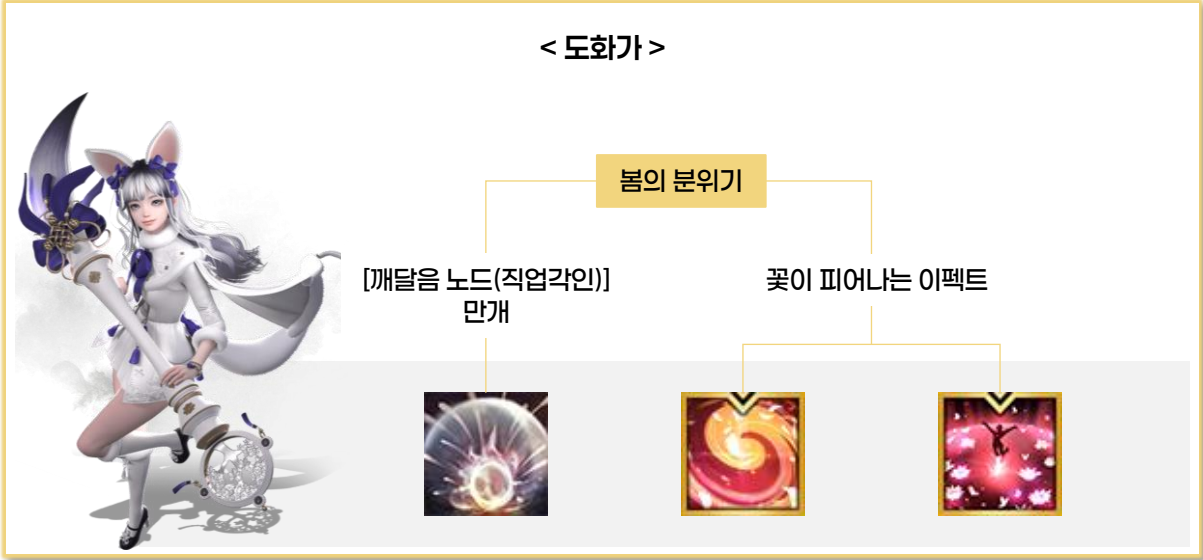 < 도화가 >
봄의 분위기
[깨달음 노드(직업각인)]
만개
꽃이 피어나는 이펙트